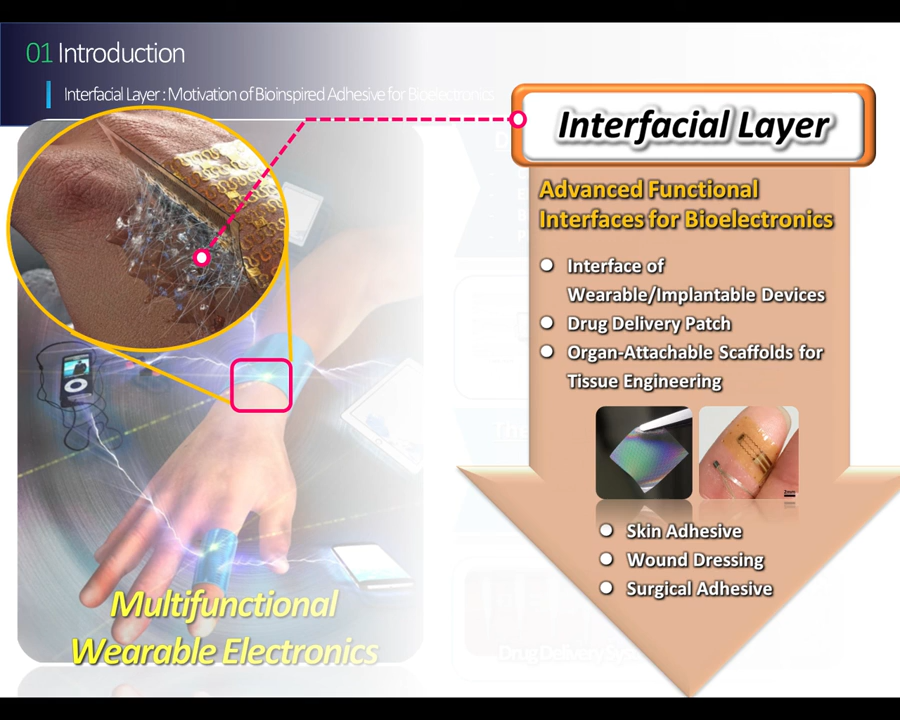 01 Introduction
Interfacial Layer : Motivation of Bioinspired Adhesive for Bioelectronics
Interfacial Layer
Advanced Functional
Interfaces for Bioelectronics
Interface of
Wearable/Implantable Devices
Drug Delivery Patch
Organ-Attachable Scaffolds for
Tissue Engineering
Skin Adhesive
Wound Dressing
Surgical Adhesive
Multifunctional
Wearable Electronics
Drug Delivery